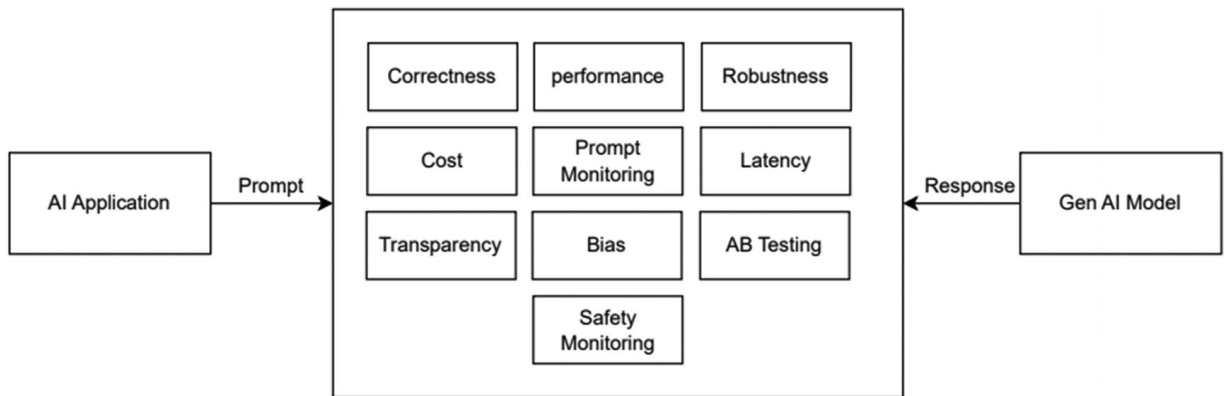 Correctness
performance
Robustness
Cost
Prompt
Monitoring
Latency
AI Application
Prompt
Response
Gen AI Model
Transparency
Bias
AB Testing
Safety
Monitoring